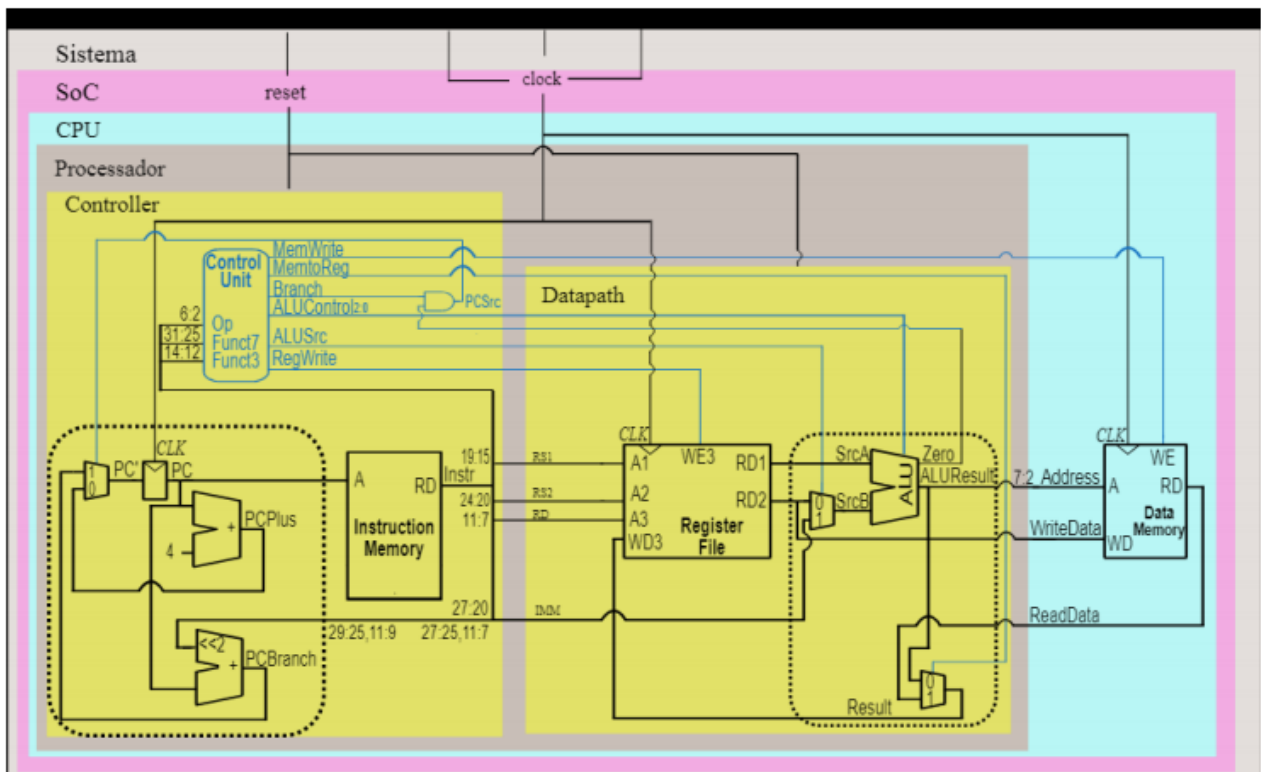 Sistema
SoC
reset
clock
CPU
Processador
Controller
Control
Unit
MemWrite
MemtoReg
Branch
ALUControl2:0
PCSrc
ALUSrc
RegWrite
6:2
Op
31:25
Funct7
14:12
Funct3
Datapath
CLK
1
0
PC'
PC
PCPlus
+
4
<<2
+
PCBranch
A
RD
Instruction
Memory
Instr
19:15
RS1
24:20
RS2
11:7
RD
27:20
IMM
29:25,11:9
27:25,11:7
CLK
WE3
A1
RD1
A2
RD2
A3
WD3
Register
File
0
1
SrcA
SrcB
ALU
Zero
ALUResult
7:2
Address
WriteData
ReadData
CLK
WE
A
RD
Data
Memory
WD
0
1
Result